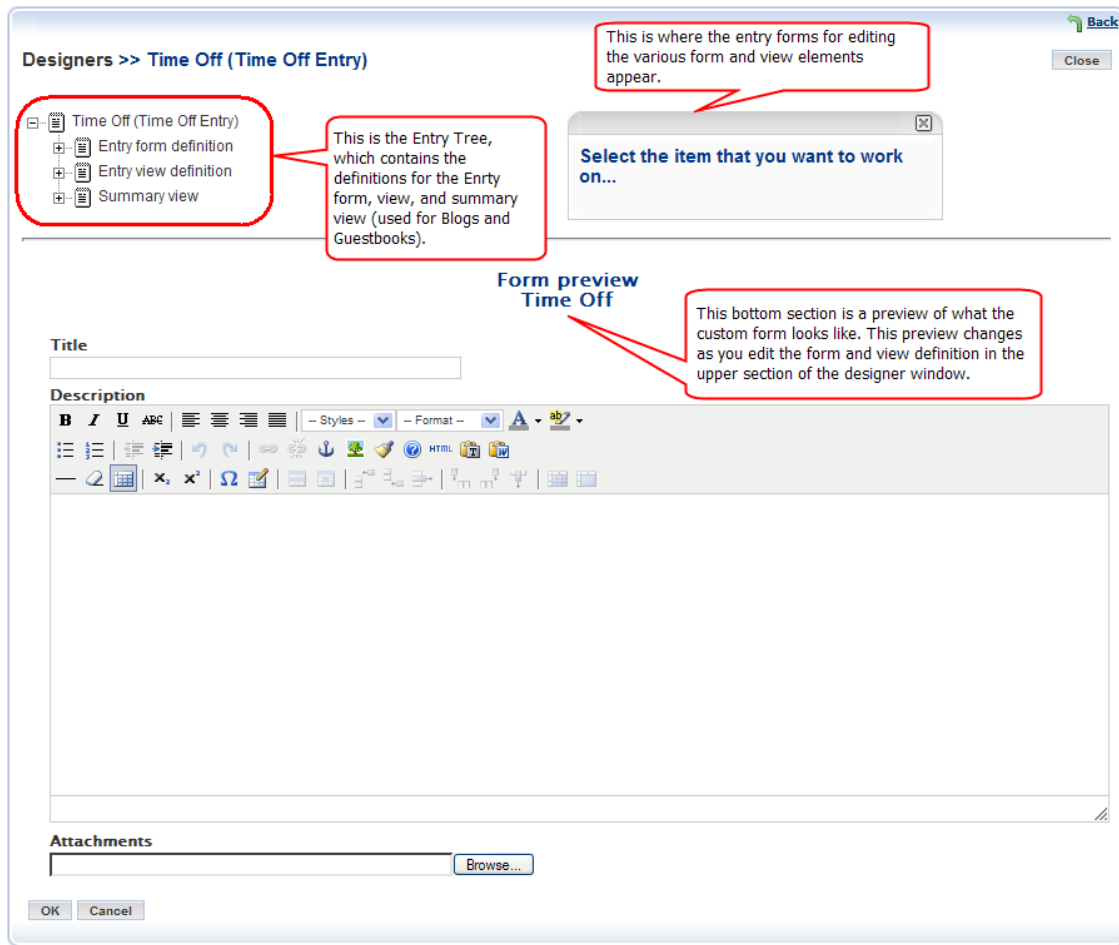 Back
This is where the entry forms for editing
the various form and view elements
appear.
Designers >> Time Off (Time Off Entry)
Close
Time Off (Time Off Entry)
Entry form definition
Entry view definition
Summary view
This is the Entry Tree,
which contains the
definitions for the Enrty
form, view, and summary
view (used for Blogs and
Guestbooks).
Select the item that you want to work
on...
Form preview
Time Off
This bottom section is a preview of what the
custom form looks like. This preview changes
as you edit the form and view definition in the
upper section of the designer window.
Title
Description
B I U ABC -- Styles -- -- Format -- A ab
HTML T W
x₂ x² Ω
Attachments
Browse...
OK Cancel